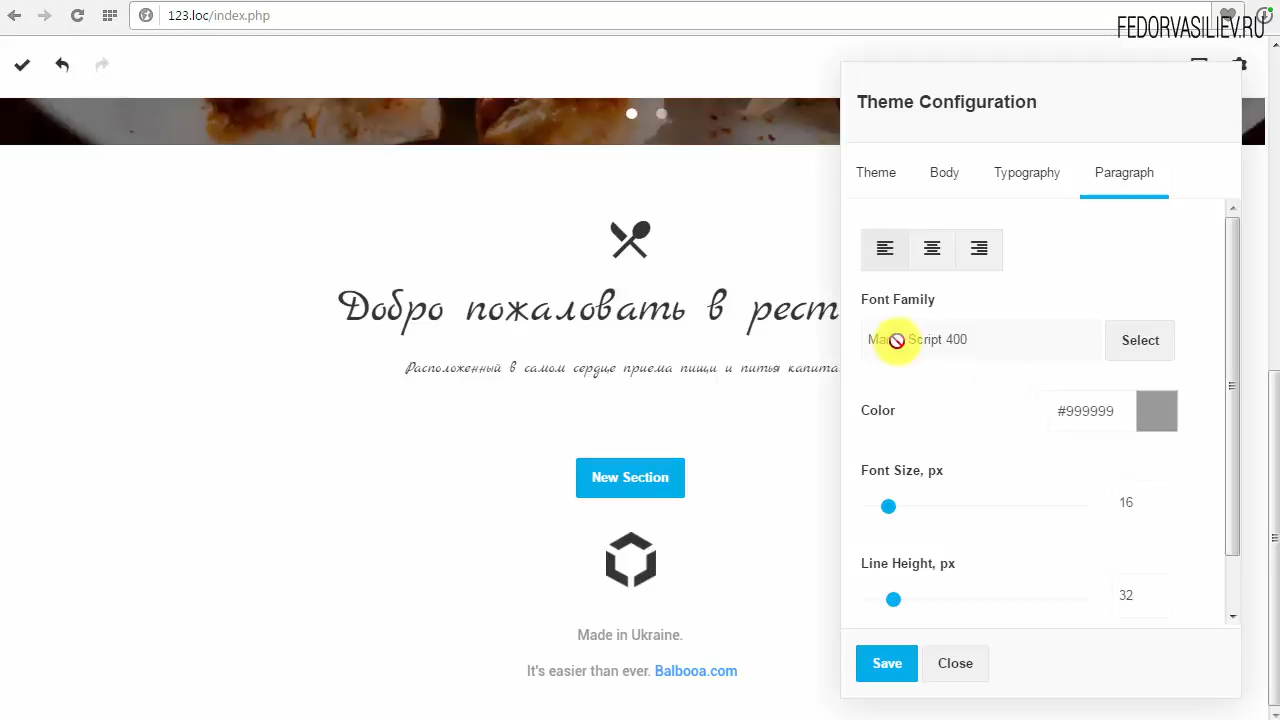 123.loc/index.php
FEDORVASILIEV.RU
Theme Configuration
Theme Body Typography Paragraph
Font Family
Script 400
Select
Color
#999999
Font Size, px
16
Line Height, px
32
Save
Close
Добро пожаловать в рест
Расположенный в самом сердце приема пищи и питья капита
New Section
Made in Ukraine.
It's easier than ever. Balbooa.com